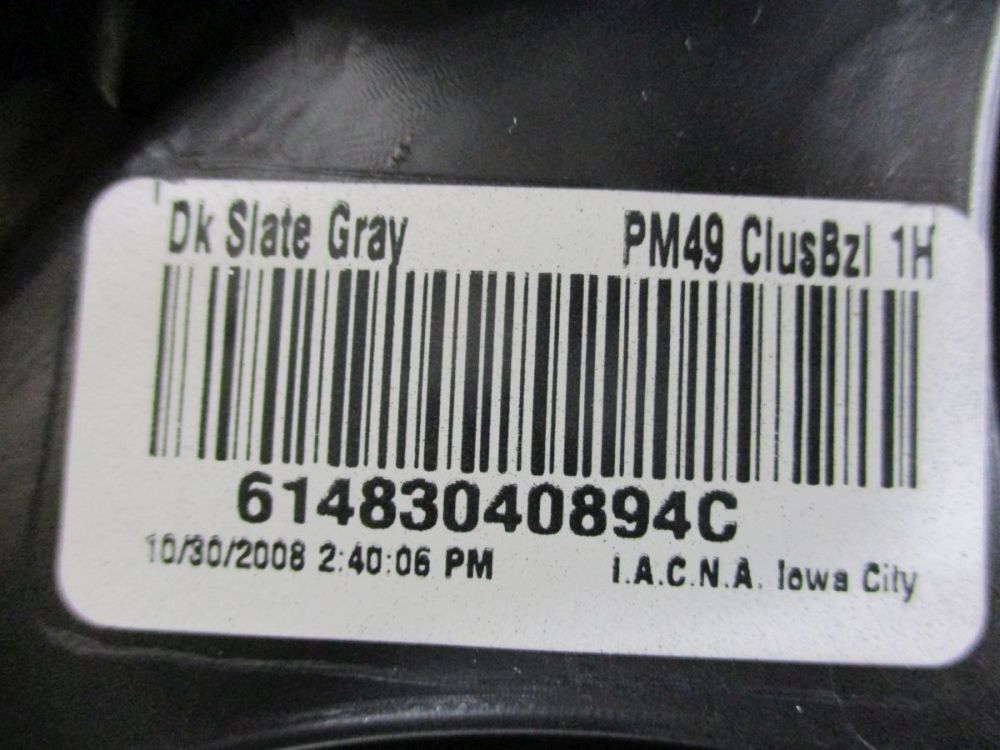 Dk Slate Gray PM49 ClusBzl 1H
61483040894C
10/30/2008 2:40:06 PM I.A.C.N.A. Iowa City